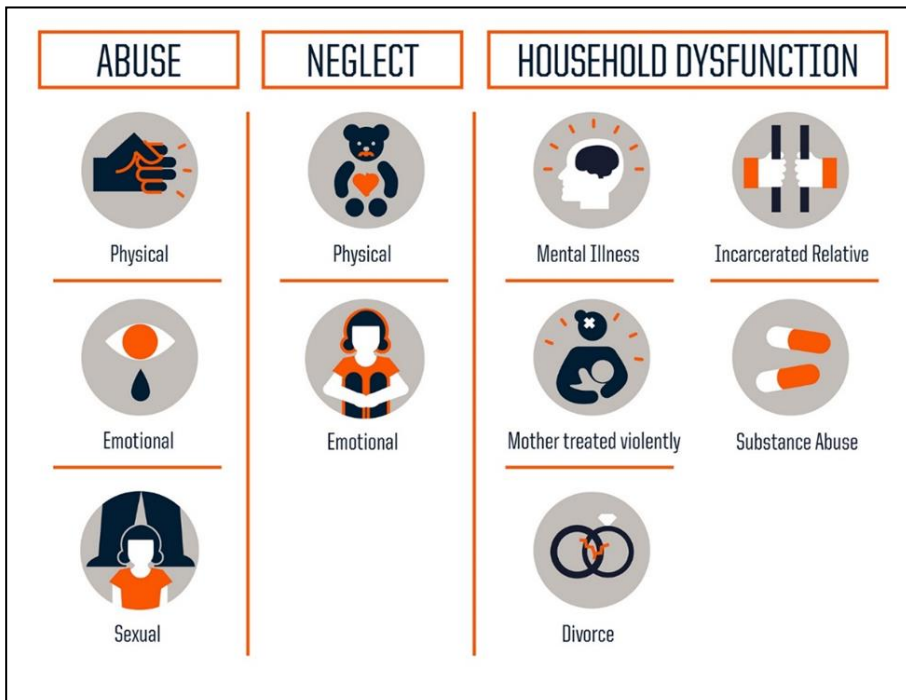 ABUSE
NEGLECT
HOUSEHOLD DYSFUNCTION
Physical
Physical
Mental Illness
Incarcerated Relative
Emotional
Emotional
Mother treated violently
Substance Abuse
Sexual
Divorce